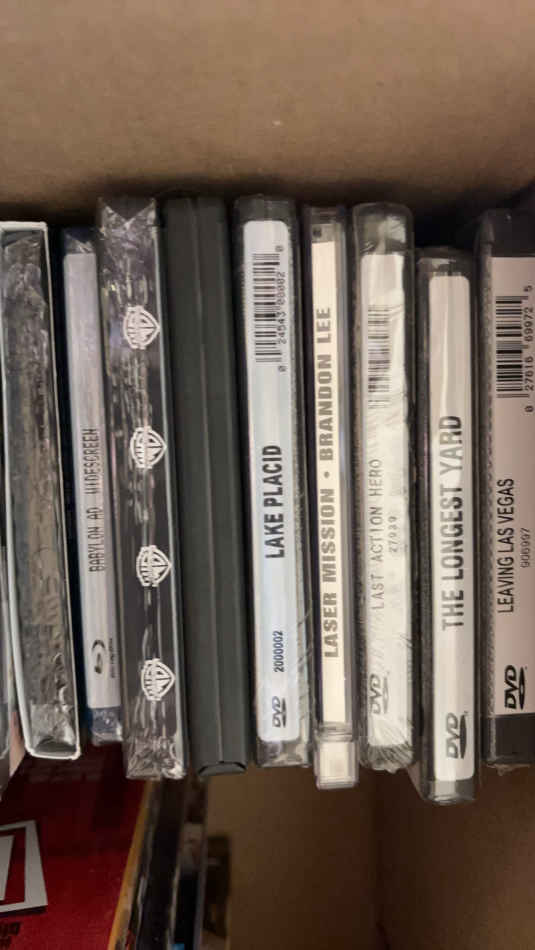 BABYLON AD WIDESCREEN
LAKE PLACID
2000002
DVD
0 24543 00002 0
LASER MISSION • BRANDON LEE
LAST ACTION HERO
27939
DVD
THE LONGEST YARD
DVD
LEAVING LAS VEGAS
906997
DVD
0 27616 69972 5